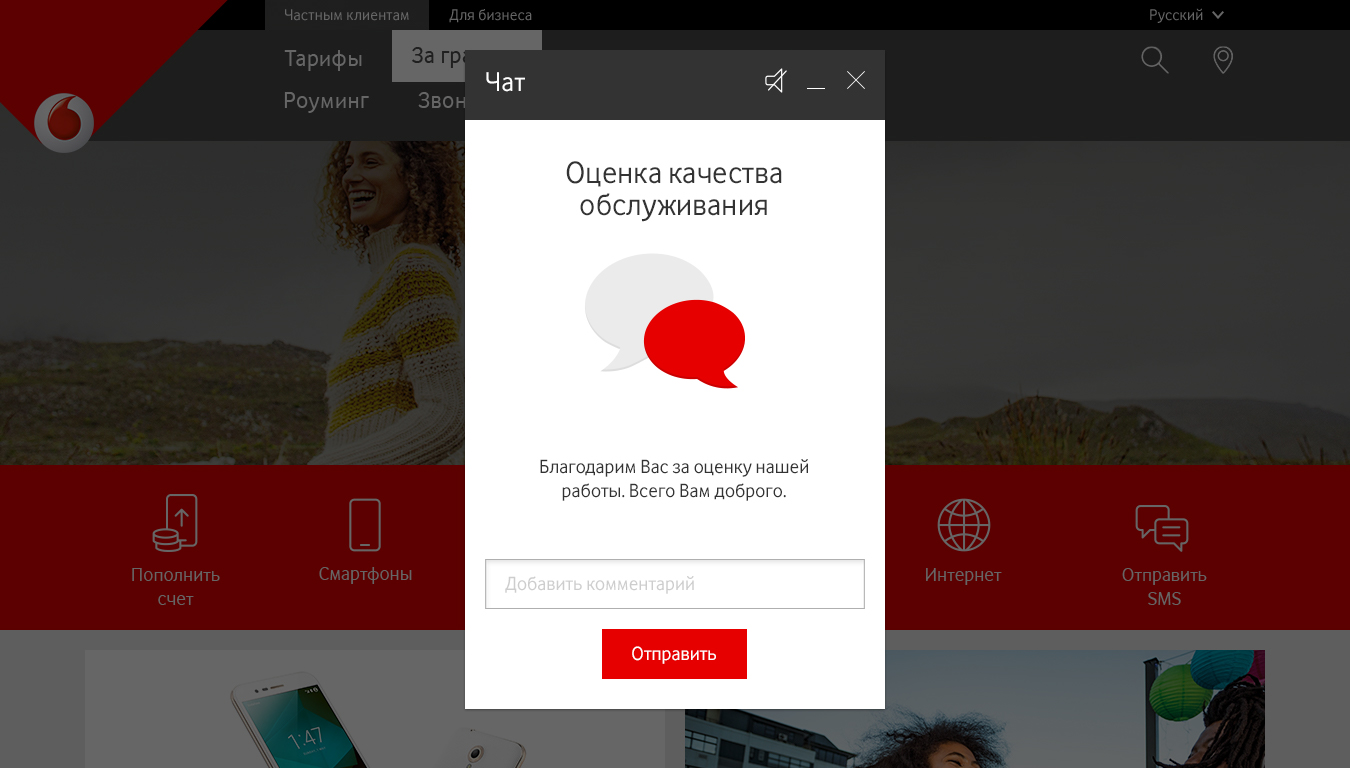 Частным клиентам
Для бизнеса
Русский
Тарифы
За гра
Роуминг
Звон
Чат
Оценка качества
обслуживания
Благодарим Вас за оценку нашей
работы. Всего Вам доброго.
Добавить комментарий
Отправить
Пополнить
счет
Смартфоны
Интернет
Отправить
SMS
1:47